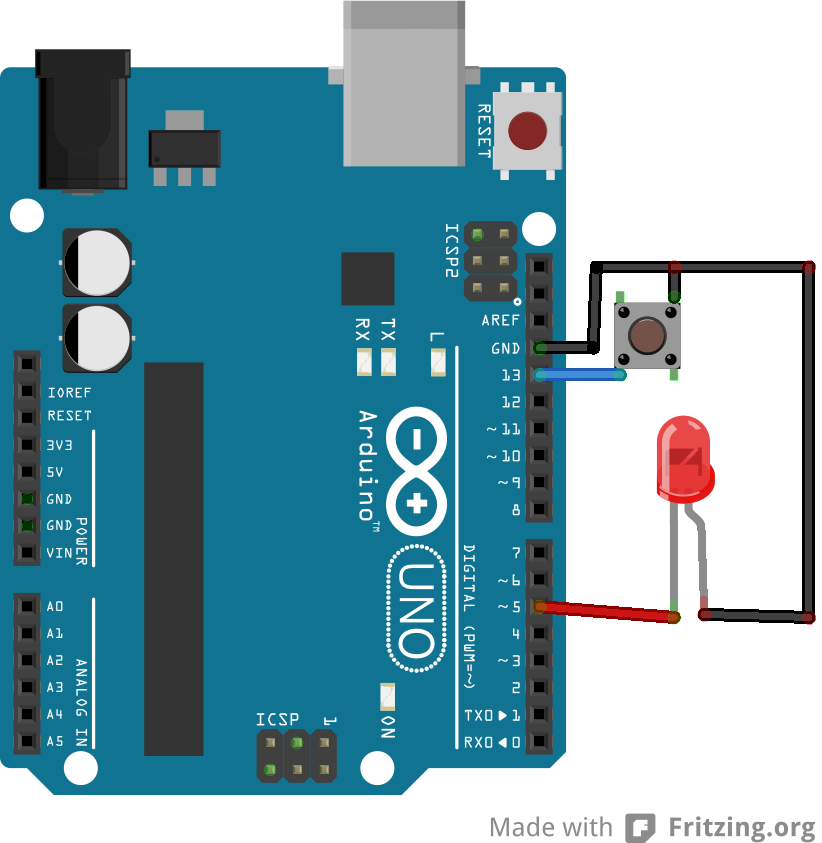 RESET
ICSP2
AREF
GND
13
12
~11
~10
~9
8
7
~6
~5
4
~3
2
TX0▶1
RX0◀0
DIGITAL (PWM=~)
RX
TX
L
Arduino™
UNO
ON
ICSP
1
IOREF
RESET
3V3
5V
GND
GND
VIN
POWER
A0
A1
A2
A3
A4
A5
ANALOG IN
Made with Fritzing.org